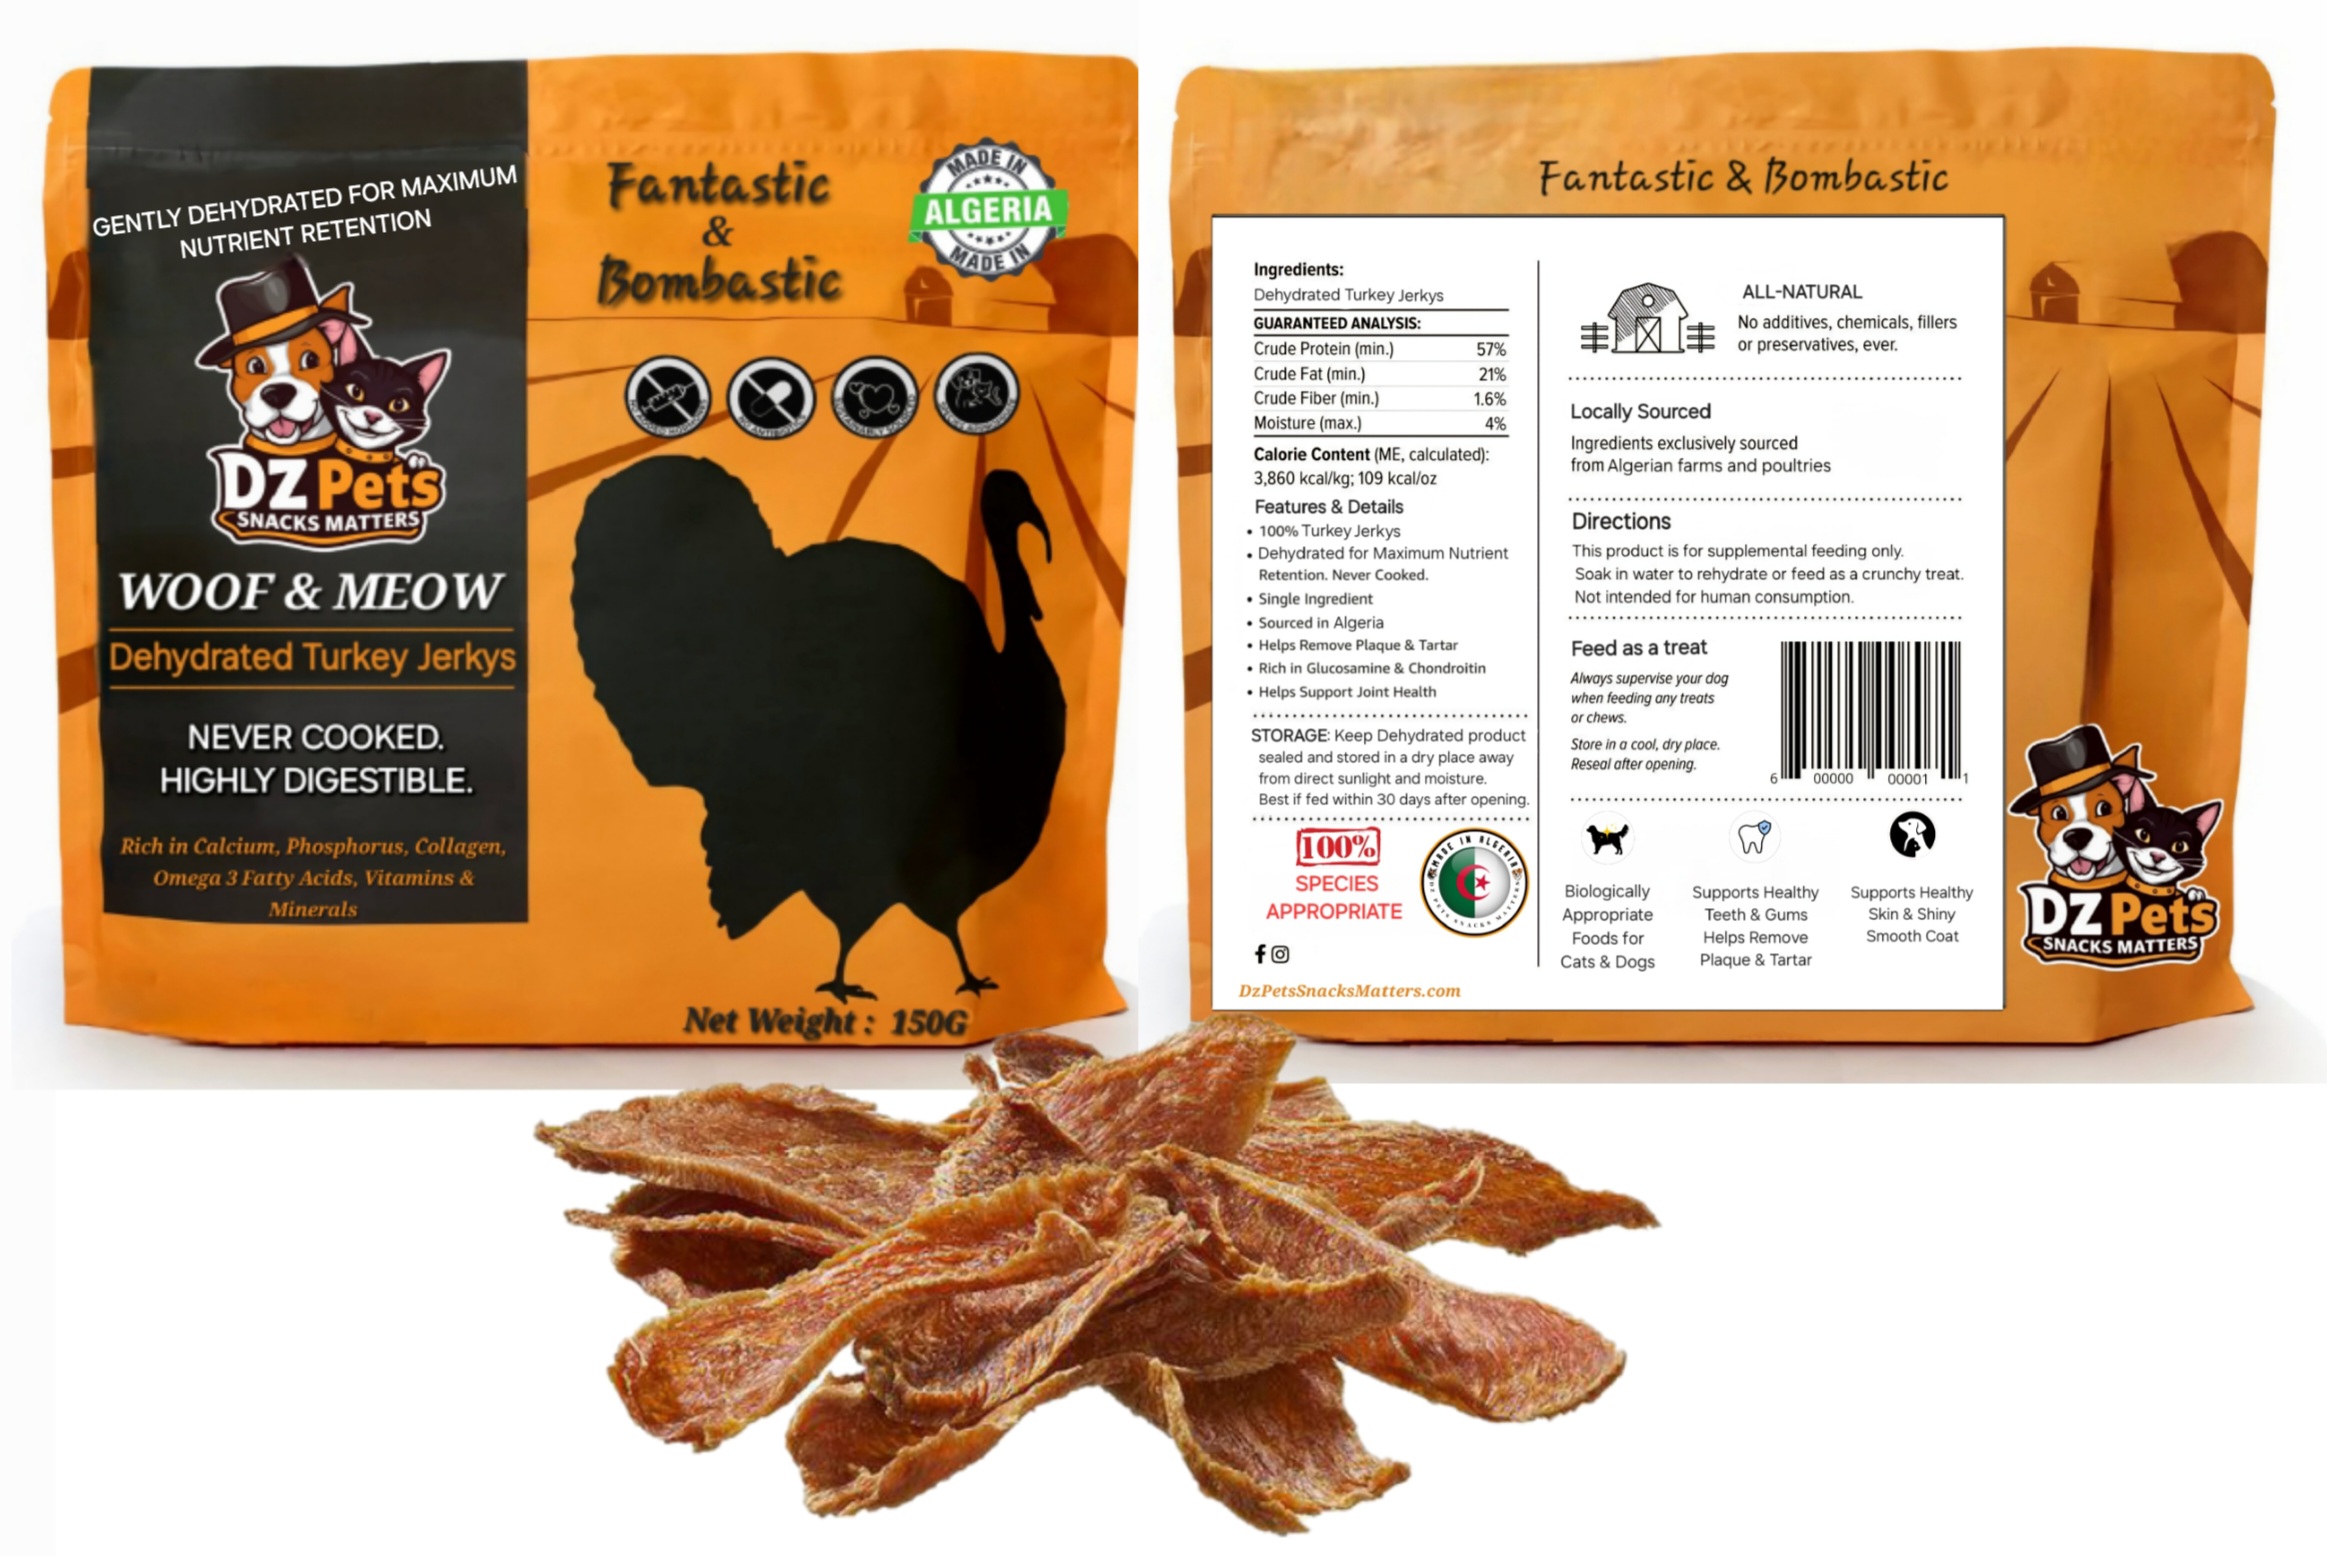 GENTLY DEHYDRATED FOR MAXIMUM
NUTRIENT RETENTION
DZ Pets
SNACKS MATTERS
WOOF & MEOW
Dehydrated Turkey Jerkys
NEVER COOKED.
HIGHLY DIGESTIBLE.
Rich in Calcium, Phosphorus, Collagen,
Omega 3 Fatty Acids, Vitamins &
Minerals
Fantastic
&
Bombastic
MADE IN
ALGERIA
MADE IN
Net Weight : 150G
Fantastic & Bombastic
Ingredients:
Dehydrated Turkey Jerkys
GUARANTEED ANALYSIS:
Crude Protein (min.) 57%
Crude Fat (min.) 21%
Crude Fiber (min.) 1.6%
Moisture (max.) 4%
Calorie Content (ME, calculated):
3,860 kcal/kg; 109 kcal/oz
Features & Details
• 100% Turkey Jerkys
• Dehydrated for Maximum Nutrient
Retention. Never Cooked.
• Single Ingredient
• Sourced in Algeria
• Helps Remove Plaque & Tartar
• Rich in Glucosamine & Chondroitin
• Helps Support Joint Health
STORAGE: Keep Dehydrated product
sealed and stored in a dry place away
from direct sunlight and moisture.
Best if fed within 30 days after opening.
100%
SPECIES
APPROPRIATE
MADE IN ALGERIA
PETS SNACKS MATTERS
DzPetsSnacksMatters.com
ALL-NATURAL
No additives, chemicals, fillers
or preservatives, ever.
Locally Sourced
Ingredients exclusively sourced
from Algerian farms and poultries
Directions
This product is for supplemental feeding only.
Soak in water to rehydrate or feed as a crunchy treat.
Not intended for human consumption.
Feed as a treat
Always supervise your dog
when feeding any treats
or chews.
Store in a cool, dry place.
Reseal after opening.
6 00000 00001 1
Biologically
Appropriate
Foods for
Cats & Dogs
Supports Healthy
Teeth & Gums
Helps Remove
Plaque & Tartar
Supports Healthy
Skin & Shiny
Smooth Coat
DZ Pets
SNACKS MATTERS